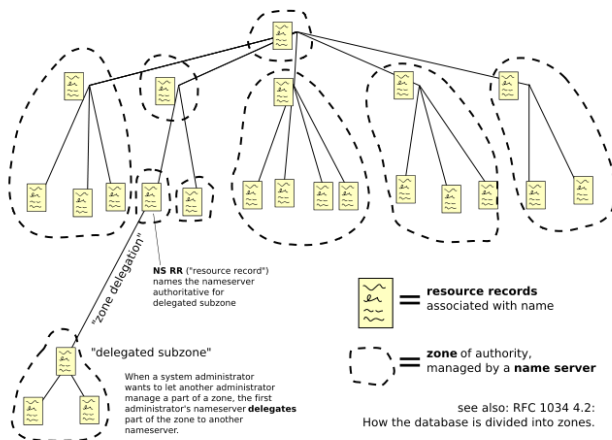 NS RR ("resource record")
names the nameserver
authoritative for
delegated subzone
"zone delegation"
resource records
associated with name
zone of authority,
managed by a name server
"delegated subzone"
When a system administrator
wants to let another administrator
manage a part of a zone, the first
administrator's nameserver delegates
part of the zone to another
nameserver.
see also: RFC 1034 4.2:
How the database is divided into zones.